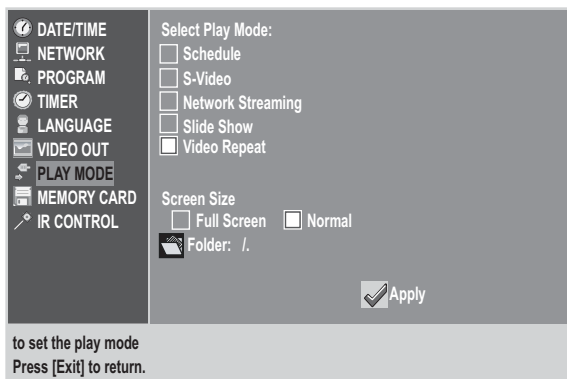 DATE/TIME
NETWORK
PROGRAM
TIMER
LANGUAGE
VIDEO OUT
PLAY MODE
MEMORY CARD
IR CONTROL
Select Play Mode:
Schedule
S-Video
Network Streaming
Slide Show
Video Repeat
Screen Size
Full Screen Normal
Folder: /.
Apply
to set the play mode
Press [Exit] to return.